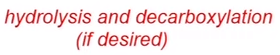 hydrolysis and decarboxylation
(if desired)